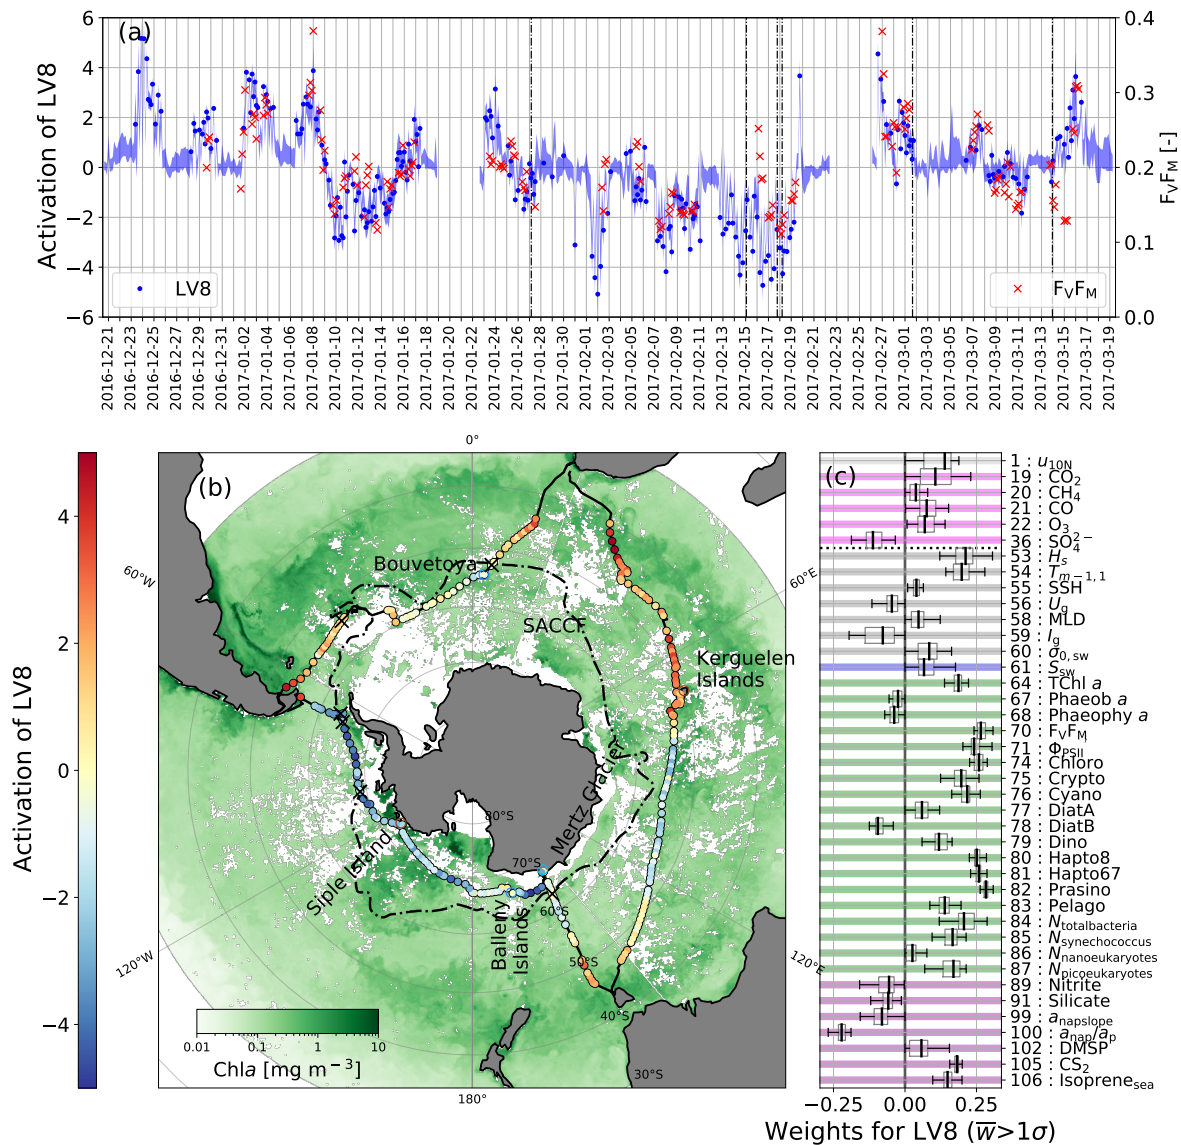 (a)
Activation of LV8
6
4
2
0
−2
−4
−6
LV8
FVFM
0.4
0.3
0.2
0.1
0.0
FVFM [-]
2016-12-21
2016-12-23
2016-12-25
2016-12-27
2016-12-29
2016-12-31
2017-01-02
2017-01-04
2017-01-06
2017-01-08
2017-01-10
2017-01-12
2017-01-14
2017-01-16
2017-01-18
2017-01-20
2017-01-22
2017-01-24
2017-01-26
2017-01-28
2017-01-30
2017-02-01
2017-02-03
2017-02-05
2017-02-07
2017-02-09
2017-02-11
2017-02-13
2017-02-15
2017-02-17
2017-02-19
2017-02-21
2017-02-23
2017-02-25
2017-02-27
2017-03-01
2017-03-03
2017-03-05
2017-03-07
2017-03-09
2017-03-11
2017-03-13
2017-03-15
2017-03-17
2017-03-19
Activation of LV8
4
2
0
−2
−4
(b)
0°
60°W
60°E
120°W
120°E
180°
Bouvetoya
SACCF
Kerguelen
Islands
Mertz Glacier
Siple Island
Balleny
Islands
80°S
70°S
60°S
50°S
40°S
30°S
0.01
0.1
1
10
Chla [mg m−3]
(c)
1 : u10N
19 : CO2
20 : CH4
21 : CO
22 : O3
36 : SO42−
53 : Hs
54 : Tm−1,1
55 : SSH
56 : Ug
58 : MLD
59 : Ig
60 : σ0,sw
61 : Ssw
64 : TChl a
67 : Phaeob a
68 : Phaeophy a
70 : FVFM
71 : ΦPSII
74 : Chloro
75 : Crypto
76 : Cyano
77 : DiatA
78 : DiatB
79 : Dino
80 : Hapto8
81 : Hapto67
82 : Prasino
83 : Pelago
84 : Ntotalbacteria
85 : Nsynechococcus
86 : Nnanoeukaryotes
87 : Npicoeukaryotes
89 : Nitrite
91 : Silicate
99 : anapslope
100 : anap/ap
102 : DMSP
105 : CS2
106 : Isoprenesea
−0.25
0.00
0.25
Weights for LV8 (w̅>1σ)